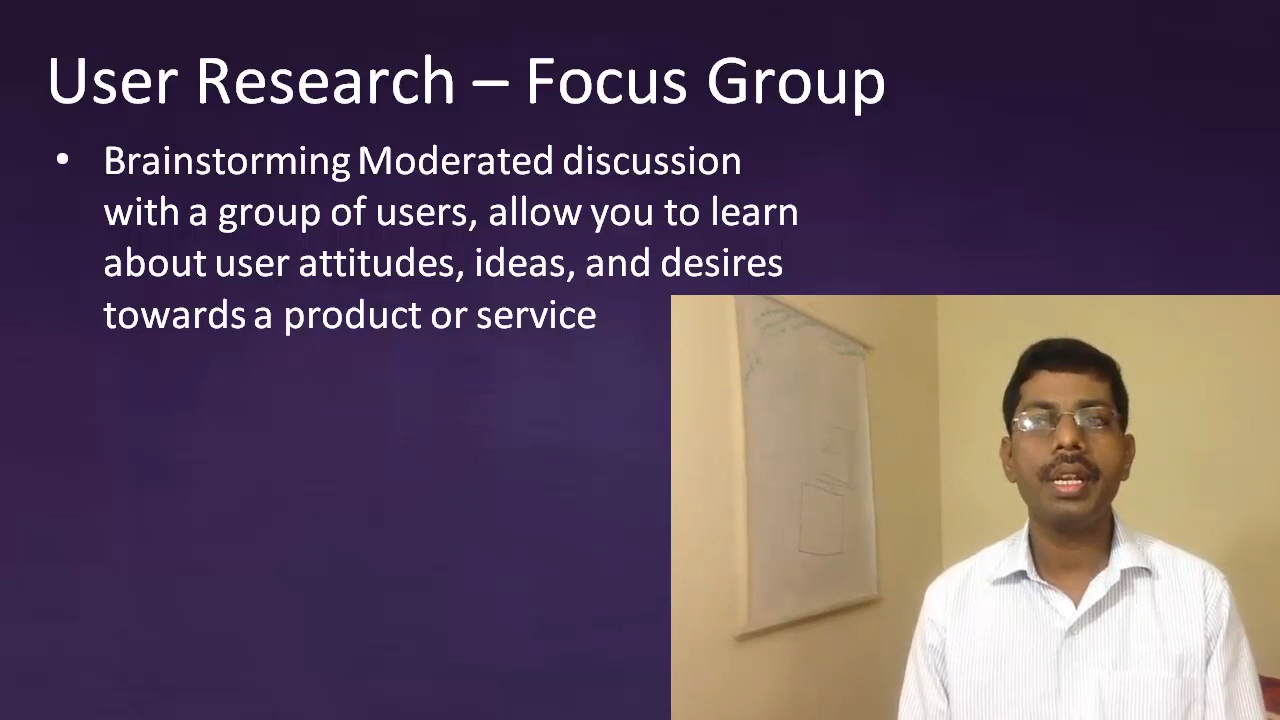 User Research – Focus Group
• Brainstorming Moderated discussion
with a group of users, allow you to learn
about user attitudes, ideas, and desires
towards a product or service